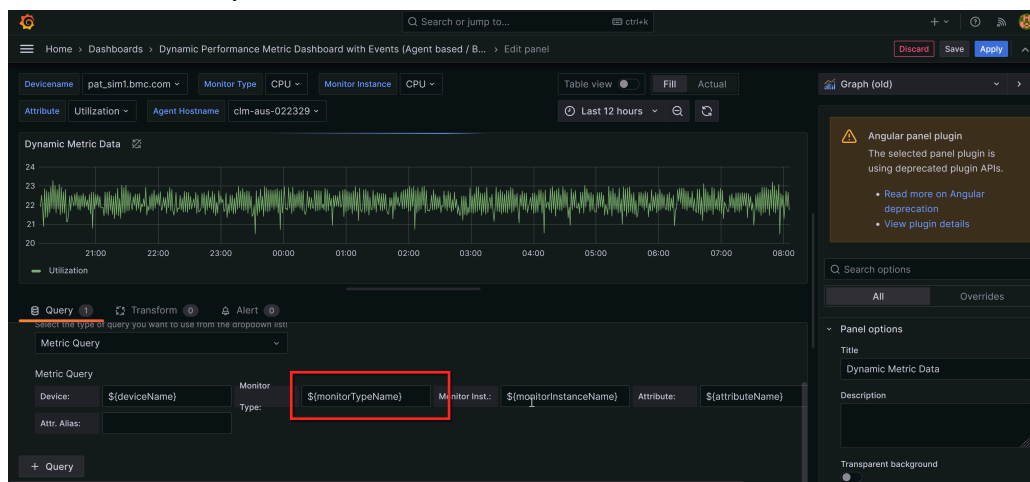 Search or jump to...
ctrl+k
Home › Dashboards › Dynamic Performance Metric Dashboard with Events (Agent based / B... › Edit panel
Discard Save Apply
Devicename pat_sim1.bmc.com Monitor Type CPU Monitor Instance CPU
Table view Fill Actual
Graph (old)
Attribute Utilization Agent Hostname clm-aus-022329
Last 12 hours
Angular panel plugin
The selected panel plugin is
using deprecated plugin APIs.
• Read more on Angular
deprecation
• View plugin details
Dynamic Metric Data
24
23
22
21
20
21:00 22:00 23:00 00:00 01:00 02:00 03:00 04:00 05:00 06:00 07:00 08:00
Utilization
Search options
All Overrides
Query 1 Transform 0 Alert 0
Select the type of query you want to use from the dropdown list!
Metric Query
Metric Query
Device: ${deviceName} Monitor Type: ${monitorTypeName} Monitor Inst.: ${monitorInstanceName} Attribute: ${attributeName}
Attr. Alias:
+ Query
Panel options
Title
Dynamic Metric Data
Description
Transparent background